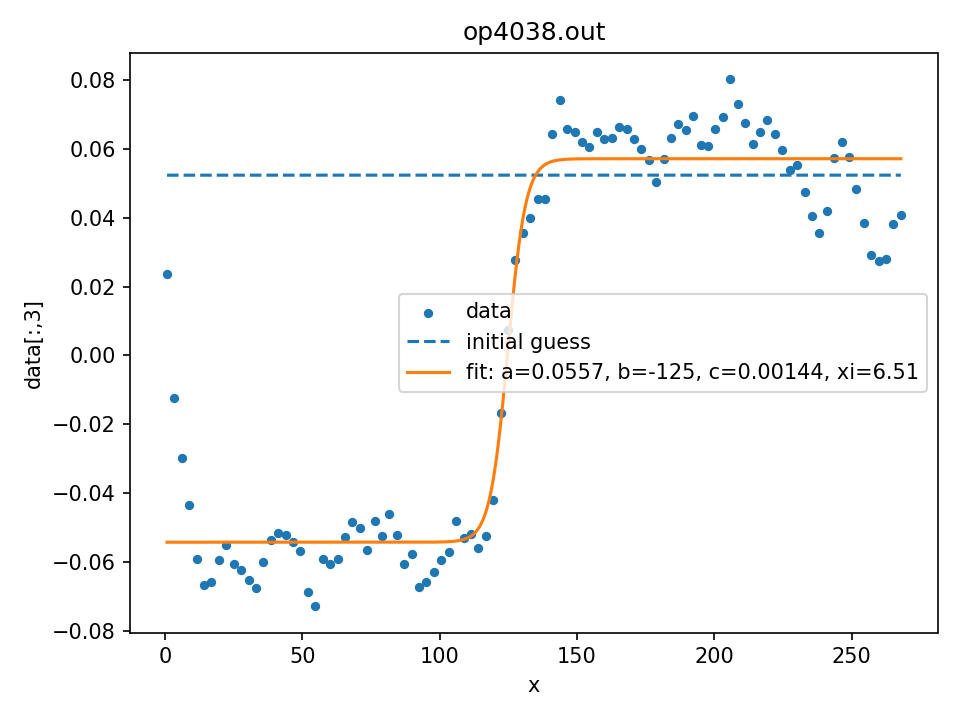 op4038.out
data[:,3]
0.08
0.06
0.04
0.02
0.00
−0.02
−0.04
−0.06
−0.08
data
initial guess
fit: a=0.0557, b=-125, c=0.00144, xi=6.51
0 50 100 150 200 250
x